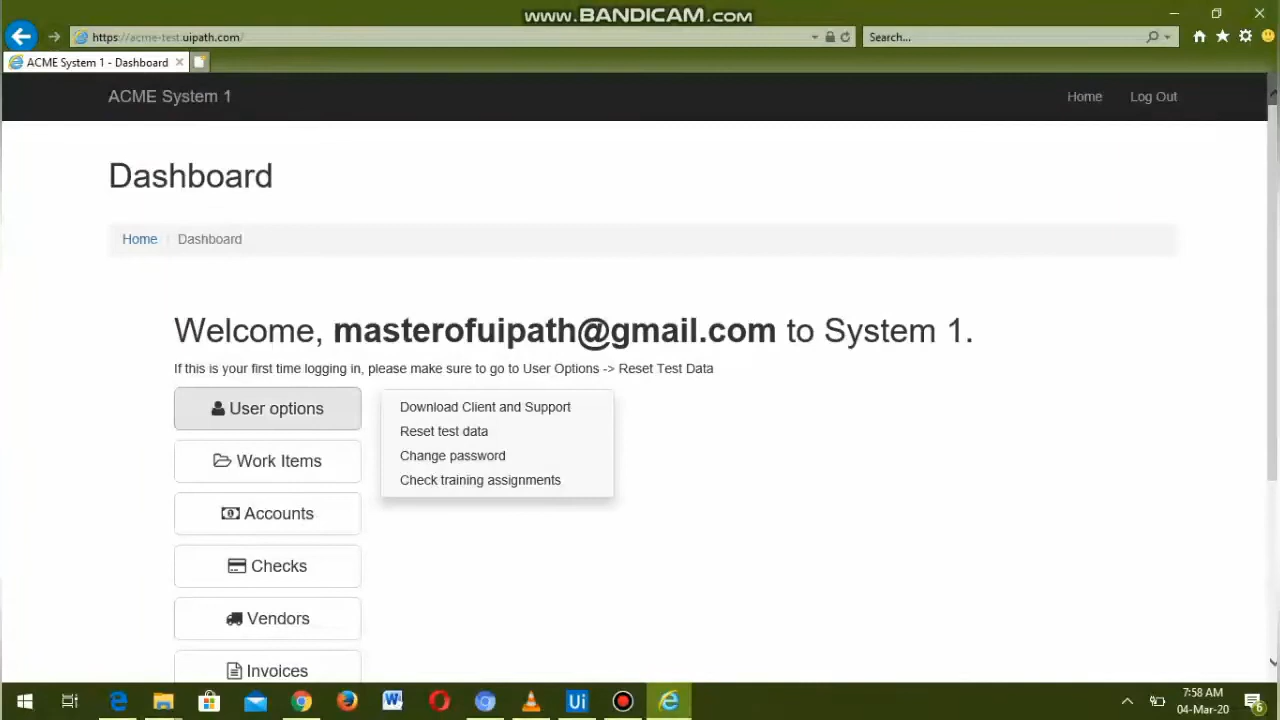 www.BANDICAM.com
https://acme-test.uipath.com/
Search...
ACME System 1 - Dashboard
ACME System 1
Home
Log Out
Dashboard
Home
Dashboard
Welcome, masterofuipath@gmail.com to System 1.
If this is your first time logging in, please make sure to go to User Options -> Reset Test Data
User options
Download Client and Support
Reset test data
Change password
Check training assignments
Work Items
Accounts
Checks
Vendors
Invoices
Ui
7:58 AM
04-Mar-20
6